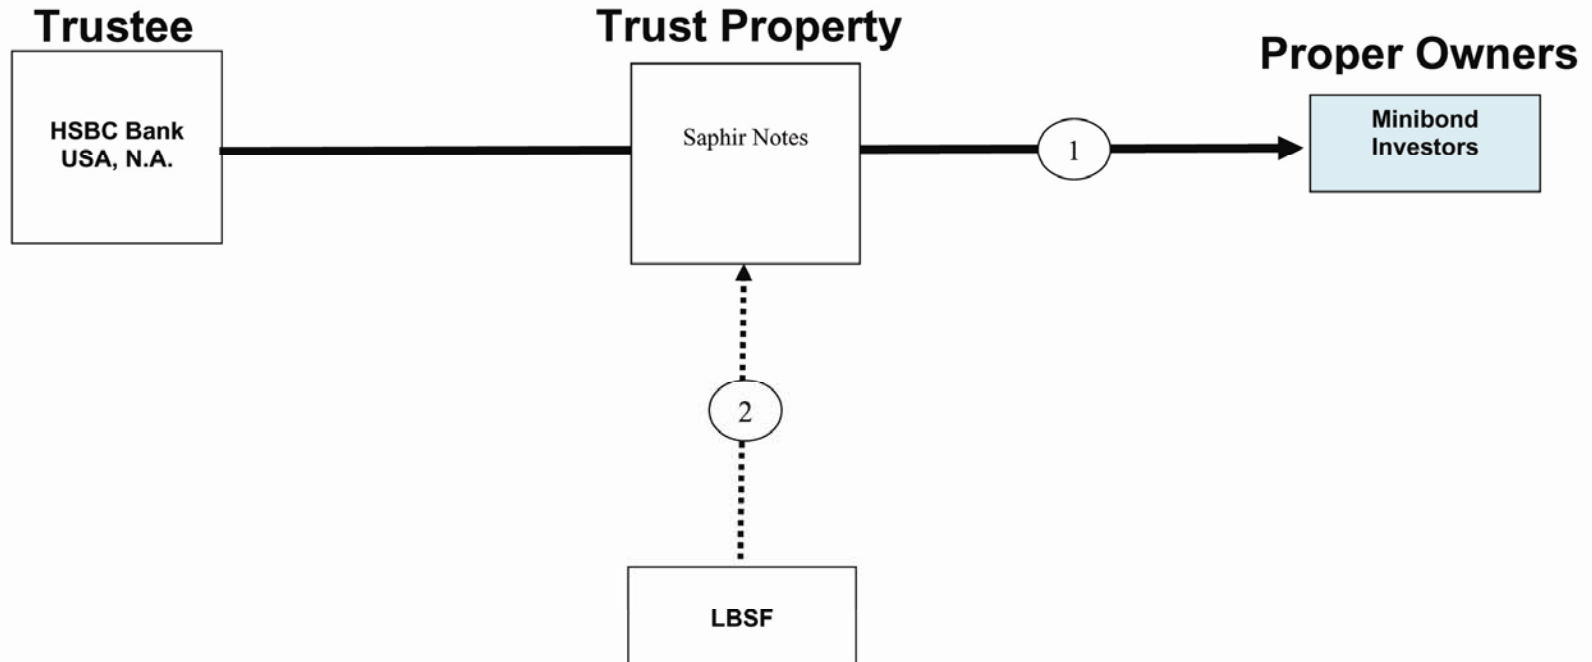 Trustee
Trust Property
Proper Owners
HSBC Bank
USA, N.A.
Saphir Notes
1
Minibond
Investors
2
LBSF